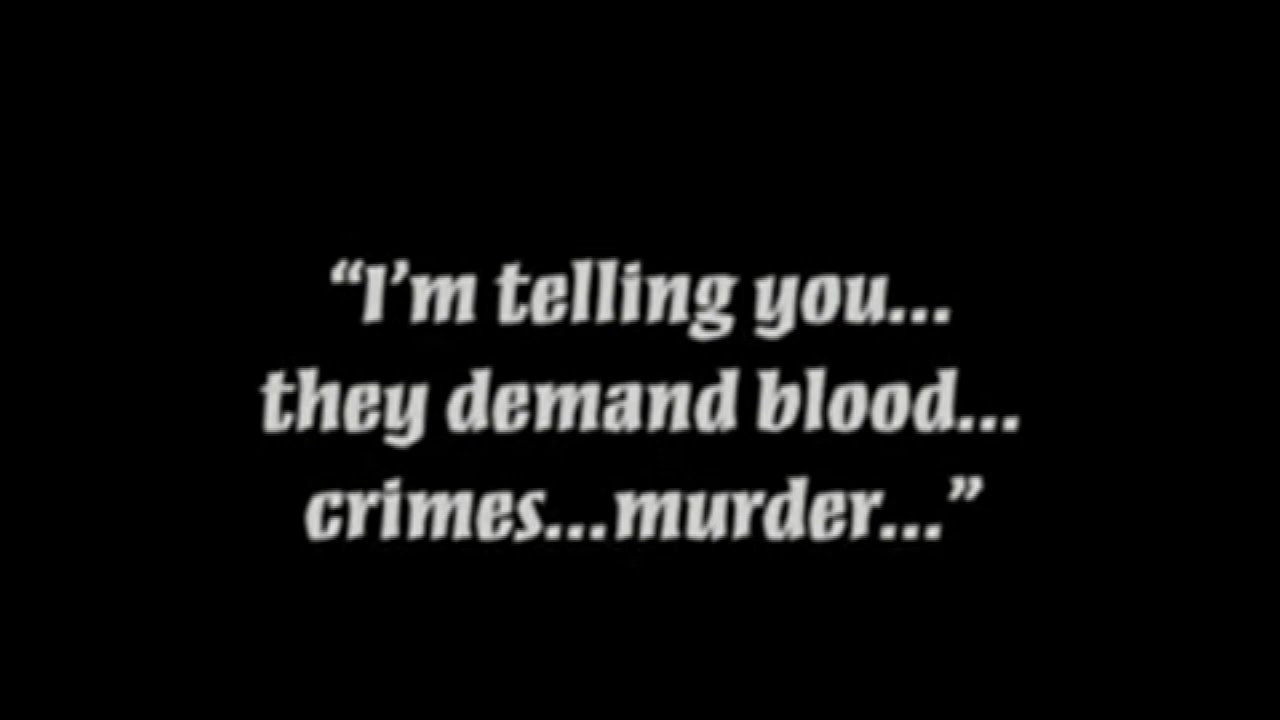 “I’m telling you...
they demand blood...
crimes...murder...”